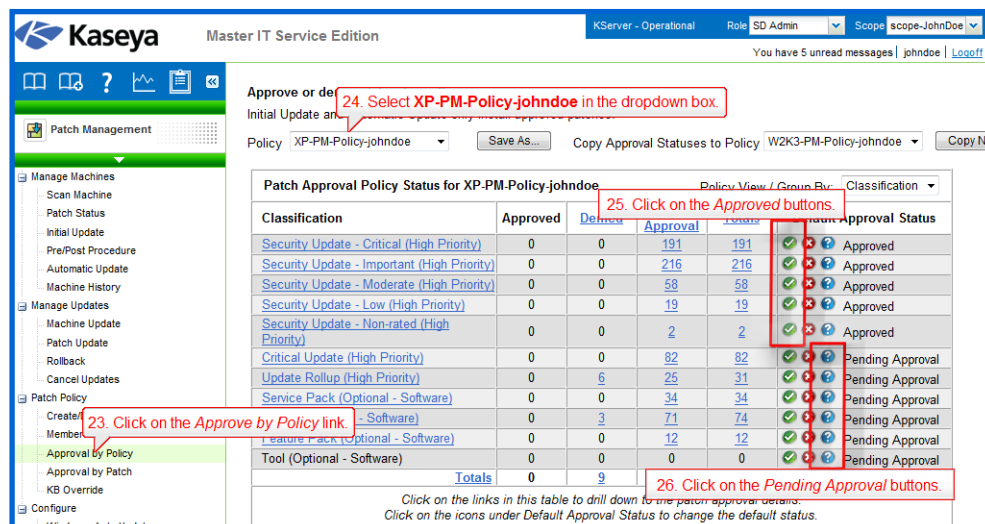 Kaseya
Master IT Service Edition
KServer - Operational
Role SD Admin
Scope scope-JohnDoe
You have 5 unread messages | johndoe | Logoff
Patch Management
Manage Machines
Scan Machine
Patch Status
Initial Update
Pre/Post Procedure
Automatic Update
Machine History
Manage Updates
Machine Update
Patch Update
Rollback
Cancel Updates
Patch Policy
Member
Approval by Policy
Approval by Patch
KB Override
Configure
23. Click on the Approve by Policy link.
Approve or
24. Select XP-PM-Policy-johndoe in the dropdown box.
Initial Update
Policy XP-PM-Policy-johndoe Save As... Copy Approval Statuses to Policy W2K3-PM-Policy-johndoe Copy N
Patch Approval Policy Status for XP-PM-Policy-johndoe Policy View / Group By: Classification
25. Click on the Approved buttons.
Classification Approved Denied Approval Totals Default Approval Status
Security Update - Critical (High Priority) 0 0 191 191 Approved
Security Update - Important (High Priority) 0 0 216 216 Approved
Security Update - Moderate (High Priority) 0 0 58 58 Approved
Security Update - Low (High Priority) 0 0 19 19 Approved
Security Update - Non-rated (High
Priority) 0 0 2 2 Approved
Critical Update (High Priority) 0 0 82 82 Pending Approval
Update Rollup (High Priority) 0 6 25 31 Pending Approval
Service Pack (Optional - Software) 0 0 34 34 Pending Approval
- Software) 0 3 71 74 Pending Approval
Feature Pack (Optional - Software) 0 0 12 12 Pending Approval
Tool (Optional - Software) 0 0 0 0 Pending Approval
Totals 0 9
26. Click on the Pending Approval buttons.
Click on the links in this table to drill down to the patch approval details.
Click on the icons under Default Approval Status to change the default status.